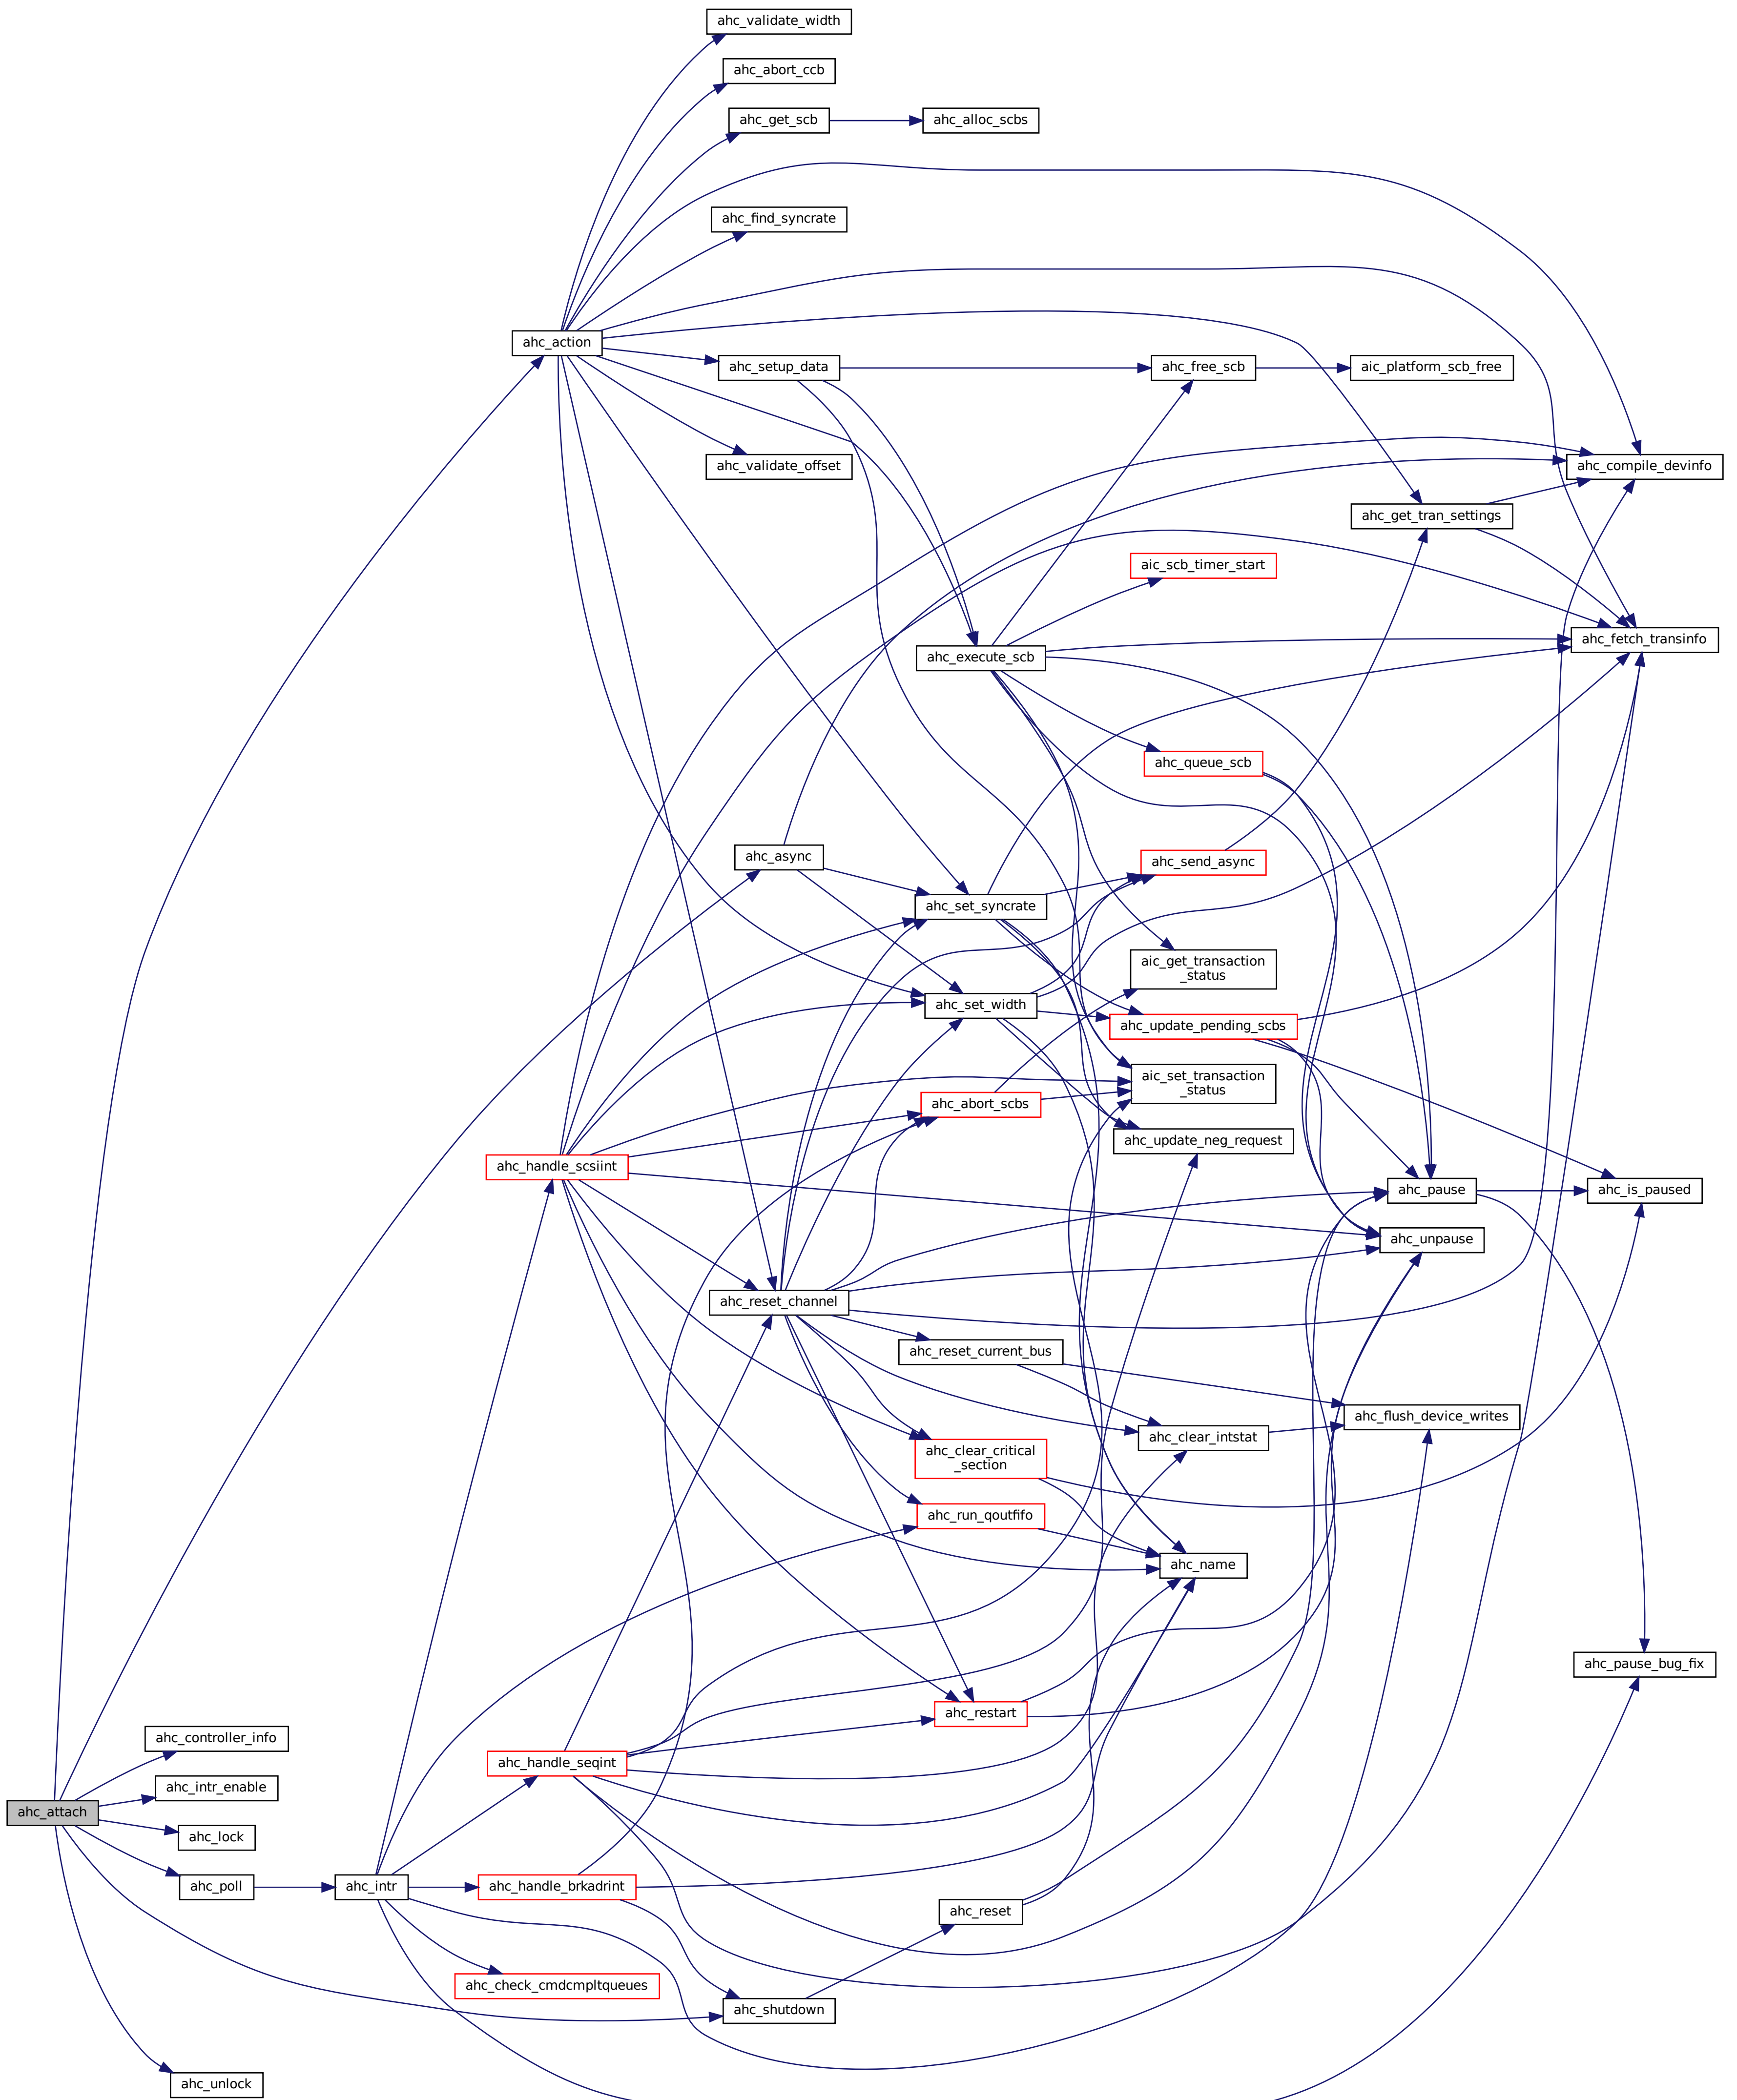 ahc_validate_width
ahc_abort_ccb
ahc_get_scb
ahc_alloc_scbs
ahc_find_syncrate
ahc_action
ahc_setup_data
ahc_free_scb
aic_platform_scb_free
ahc_validate_offset
ahc_compile_devinfo
ahc_get_tran_settings
aic_scb_timer_start
ahc_fetch_transinfo
ahc_execute_scb
ahc_queue_scb
ahc_async
ahc_send_async
ahc_set_syncrate
aic_get_transaction
_status
ahc_set_width
ahc_update_pending_scbs
aic_set_transaction
_status
ahc_abort_scbs
ahc_update_neg_request
ahc_handle_scsiint
ahc_pause
ahc_is_paused
ahc_unpause
ahc_reset_channel
ahc_reset_current_bus
ahc_flush_device_writes
ahc_clear_intstat
ahc_clear_critical
_section
ahc_run_qoutfifo
ahc_name
ahc_pause_bug_fix
ahc_restart
ahc_controller_info
ahc_handle_seqint
ahc_intr_enable
ahc_attach
ahc_lock
ahc_poll
ahc_intr
ahc_handle_brkadrint
ahc_reset
ahc_check_cmdcmpltqueues
ahc_shutdown
ahc_unlock